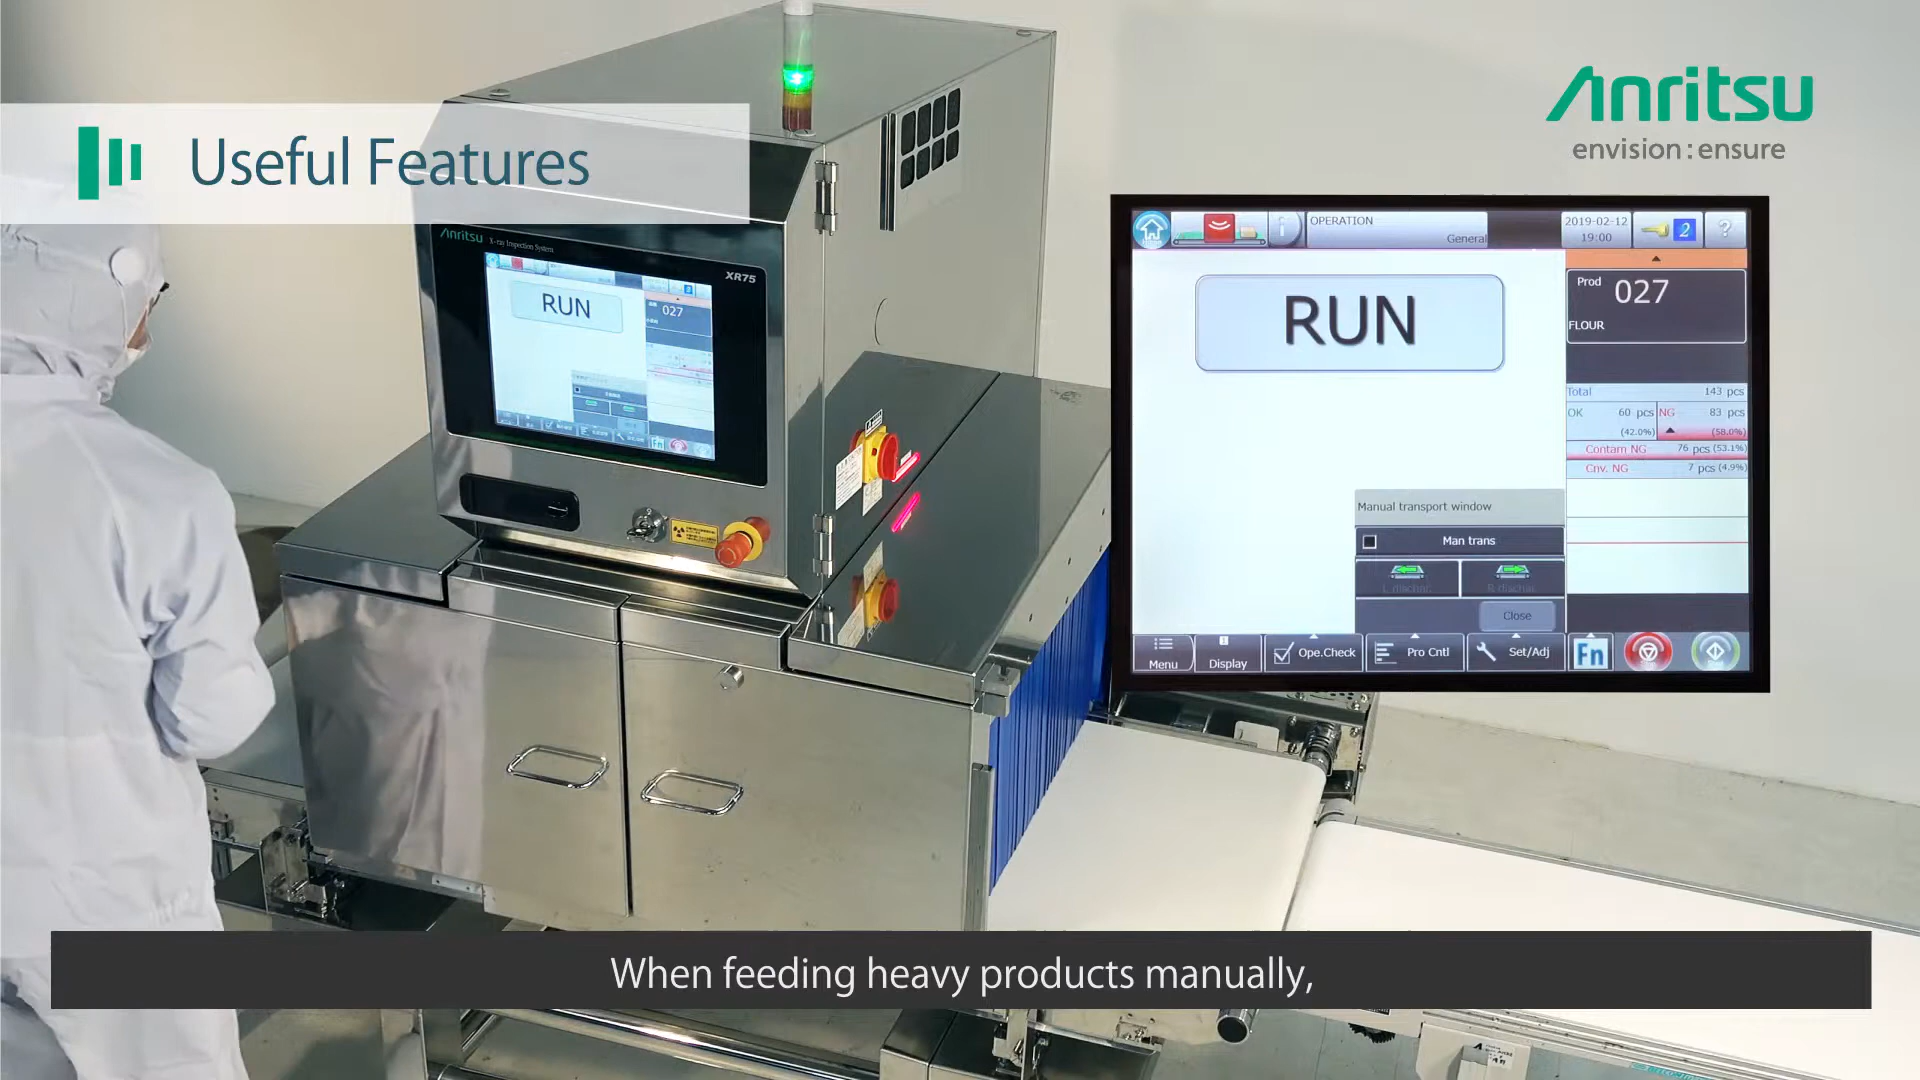 Useful Features
Anritsu
envision : ensure
Anritsu X-ray Inspection System
XR75
RUN
027
Fn
OPERATION
General
2019-02-12
19:00
2
?
RUN
Prod 027
FLOUR
Total 143 pcs
OK 60 pcs NG 83 pcs
(42.0%) (58.0%)
Contam NG 76 pcs (53.1%)
Cnv. NG 7 pcs (4.9%)
Manual transport window
Man trans
L dischar. R dischar.
Close
Menu Display Ope.Check Pro Cntl Set/Adj Fn
When feeding heavy products manually,